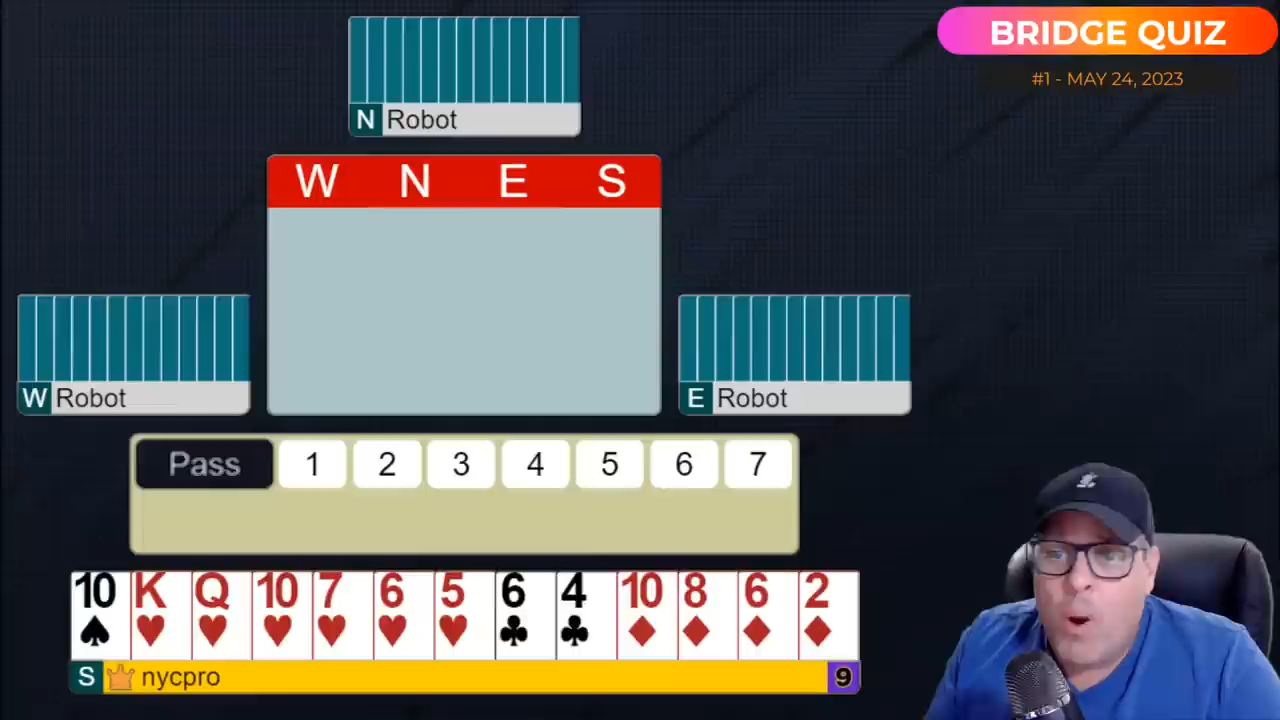 BRIDGE QUIZ
#1 - MAY 24, 2023
N Robot
W N E S
W Robot
E Robot
Pass 1 2 3 4 5 6 7
10♠ K♥ Q♥ 10♥ 7♥ 6♥ 5♥ 6♣ 4♣ 10♦ 8♦ 6♦ 2♦
S nycpro 9